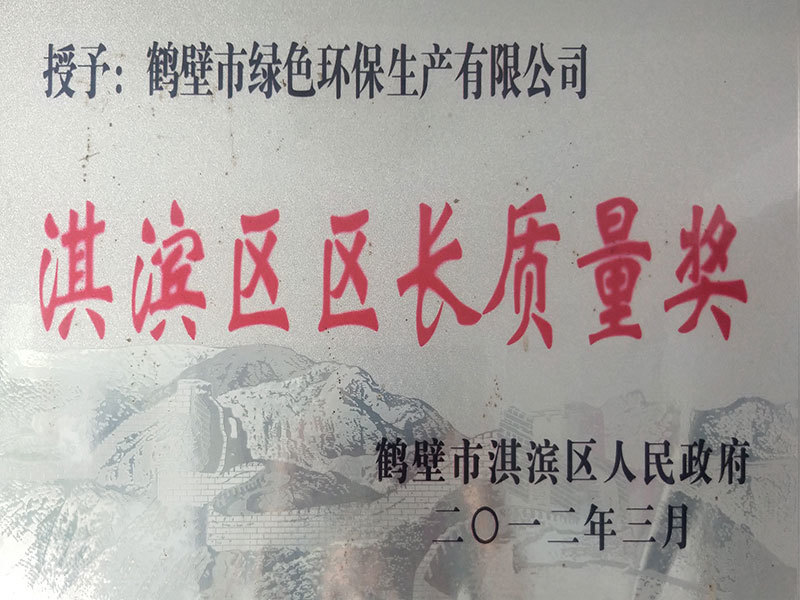 授予：鹤壁市绿色环保生产有限公司
淇滨区区长质量奖
鹤壁市淇滨区人民政府
二〇一二年三月